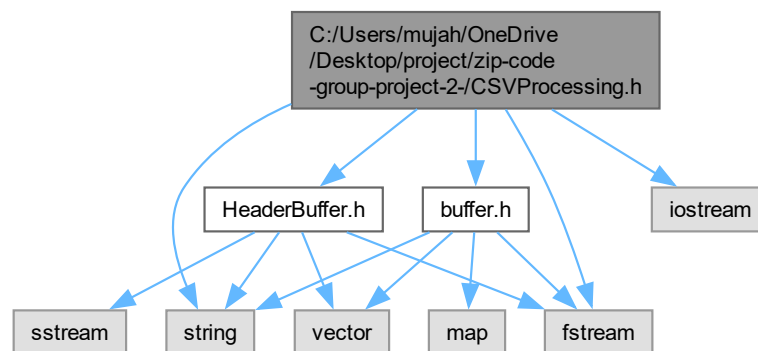 C:/Users/mujah/OneDrive
/Desktop/project/zip-code
-group-project-2-/CSVProcessing.h
HeaderBuffer.h
buffer.h
iostream
sstream
string
vector
map
fstream